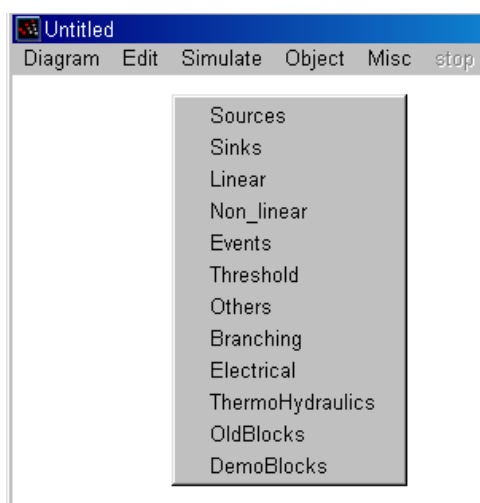 Untitled
Diagram Edit Simulate Object Misc stop
Sources
Sinks
Linear
Non_linear
Events
Threshold
Others
Branching
Electrical
ThermoHydraulics
OldBlocks
DemoBlocks